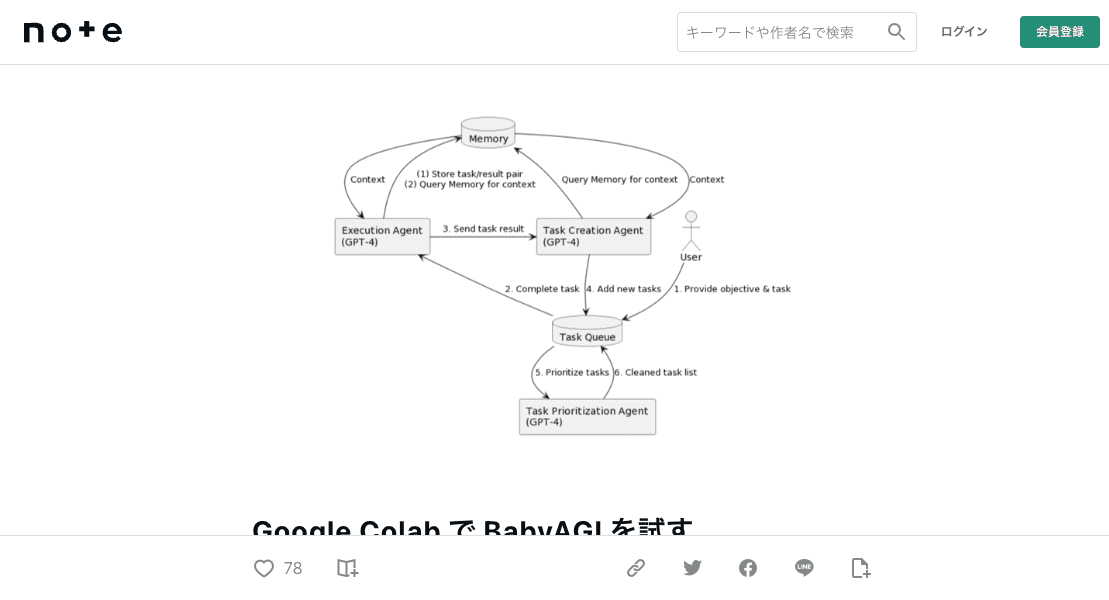 note
キーワードや作者名で検索
ログイン
会員登録
Memory
Context
(1) Store task/result pair
(2) Query Memory for context
Query Memory for context
Context
Execution Agent
(GPT-4)
3. Send task result
Task Creation Agent
(GPT-4)
User
2. Complete task
4. Add new tasks
1. Provide objective & task
Task Queue
5. Prioritize tasks
6. Cleaned task list
Task Prioritization Agent
(GPT-4)
Google Colab で BabyAGI を試す
78
LINE